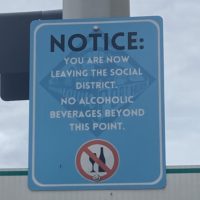 NOTICE:
YOU ARE NOW
LEAVING THE SOCIAL
DISTRICT.
NO ALCOHOLIC
BEVERAGES BEYOND
THIS POINT.